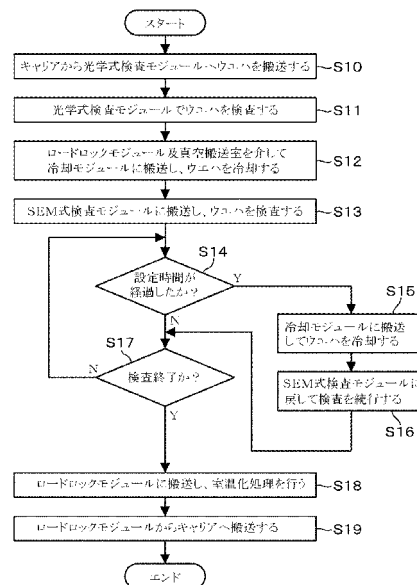 スタート
キャリアから光学式検査モジュールへウエハを搬送する
S10
光学式検査モジュールでウエハを検査する
S11
ロードロックモジュール及真空搬送室を介して
冷却モジュールに搬送し、ウエハを冷却する
S12
SEM式検査モジュールに搬送し、ウエハを検査する
S13
S14
設定時間が
経過したか?
Y
N
S15
冷却モジュールに搬送
してウエハを冷却する
S17
検査終了か?
N
Y
SEM式検査モジュールに
戻して検査を続行する
S16
ロードロックモジュールに搬送し、室温化処理を行う
S18
ロードロックモジュールからキャリアへ搬送する
S19
エンド